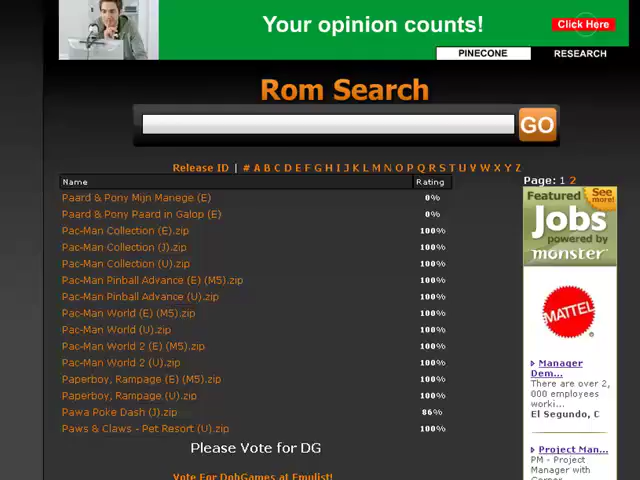 Your opinion counts!
Click Here
PINECONE RESEARCH
Rom Search
GO
Release ID | # A B C D E F G H I J K L M N O P Q R S T U V W X Y Z
Name Rating
Paard & Pony Mijn Manege (E) 0%
Paard & Pony Paard in Galop (E) 0%
Pac-Man Collection (E).zip 100%
Pac-Man Collection (J).zip 100%
Pac-Man Collection (U).zip 100%
Pac-Man Pinball Advance (E) (M5).zip 100%
Pac-Man Pinball Advance (U).zip 100%
Pac-Man World (E) (M5).zip 100%
Pac-Man World (U).zip 100%
Pac-Man World 2 (E) (M5).zip 100%
Pac-Man World 2 (U).zip 100%
Paperboy, Rampage (E) (M5).zip 100%
Paperboy, Rampage (U).zip 100%
Pawa Poke Dash (J).zip 86%
Paws & Claws - Pet Resort (U).zip 100%
Please Vote for DG
Vote For DgbGames at Emulist!
Page: 1 2
Featured
See more!
Jobs
powered by
monster
MATTEL
Manager
Dem...
There are over 2,
000 employees
worki...
El Segundo, C
Project Man...
PM - Project
Manager with